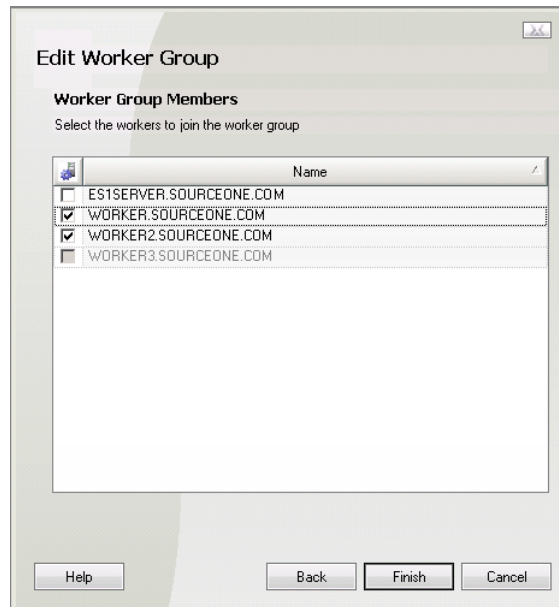 Edit Worker Group
Worker Group Members
Select the workers to join the worker group
Name
ES1SERVER.SOURCEONE.COM
WORKER.SOURCEONE.COM
WORKER2.SOURCEONE.COM
WORKER3.SOURCEONE.COM
Help Back Finish Cancel